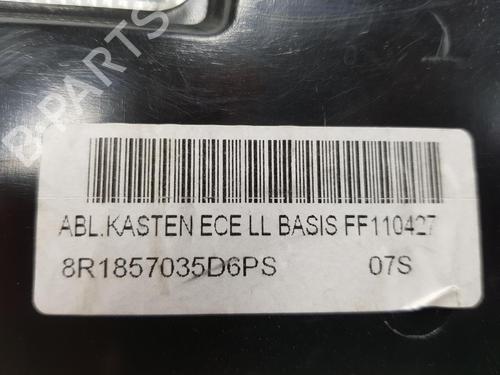 B-PARTS
ABL.KASTEN ECE LL BASIS FF110427
8R1857035D6PS 07S